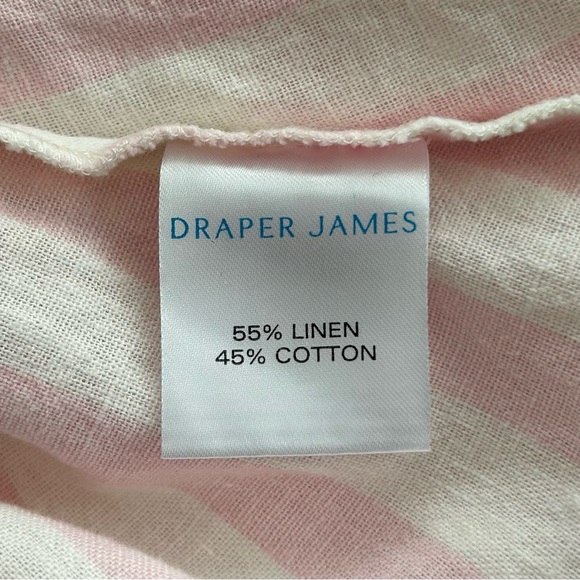 DRAPER JAMES
55% LINEN
45% COTTON